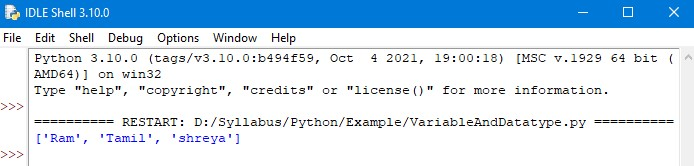 IDLE Shell 3.10.0
File Edit Shell Debug Options Window Help
Python 3.10.0 (tags/v3.10.0:b494f59, Oct  4 2021, 19:00:18) [MSC v.1929 64 bit (
AMD64)] on win32
Type "help", "copyright", "credits" or "license()" for more information.
>>>
========== RESTART: D:/Syllabus/Python/Example/VariableAndDatatype.py ==========
['Ram', 'Tamil', 'shreya']
>>>